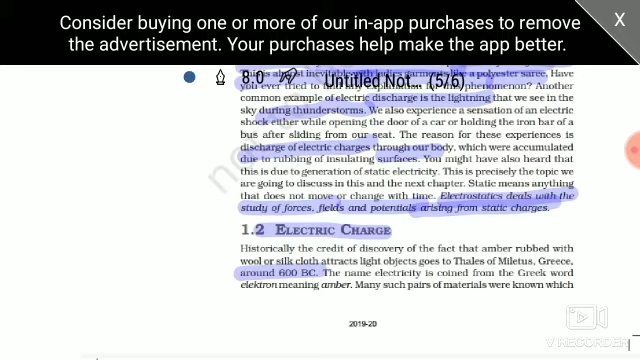 Consider buying one or more of our in-app purchases to remove
the advertisement. Your purchases help make the app better.
X
8.0
Untitled Not... (5/6)
This is almost inevitable with ladies garments like a polyester saree. Have
you ever tried to find any explanation for this phenomenon? Another
common example of electric discharge is the lightning that we see in the
sky during thunderstorms. We also experience a sensation of an electric
shock either while opening the door of a car or holding the iron bar of a
bus after sliding from our seat. The reason for these experiences is
discharge of electric charges through our body, which were accumulated
due to rubbing of insulating surfaces. You might have also heard that
this is due to generation of static electricity. This is precisely the topic we
are going to discuss in this and the next chapter. Static means anything
that does not move or change with time. Electrostatics deals with the
study of forces, fields and potentials arising from static charges.
1.2 ELECTRIC CHARGE
Historically the credit of discovery of the fact that amber rubbed with
wool or silk cloth attracts light objects goes to Thales of Miletus, Greece,
around 600 BC. The name electricity is coined from the Greek word
elektron meaning amber. Many such pairs of materials were known which
2019-20
V RECORDER